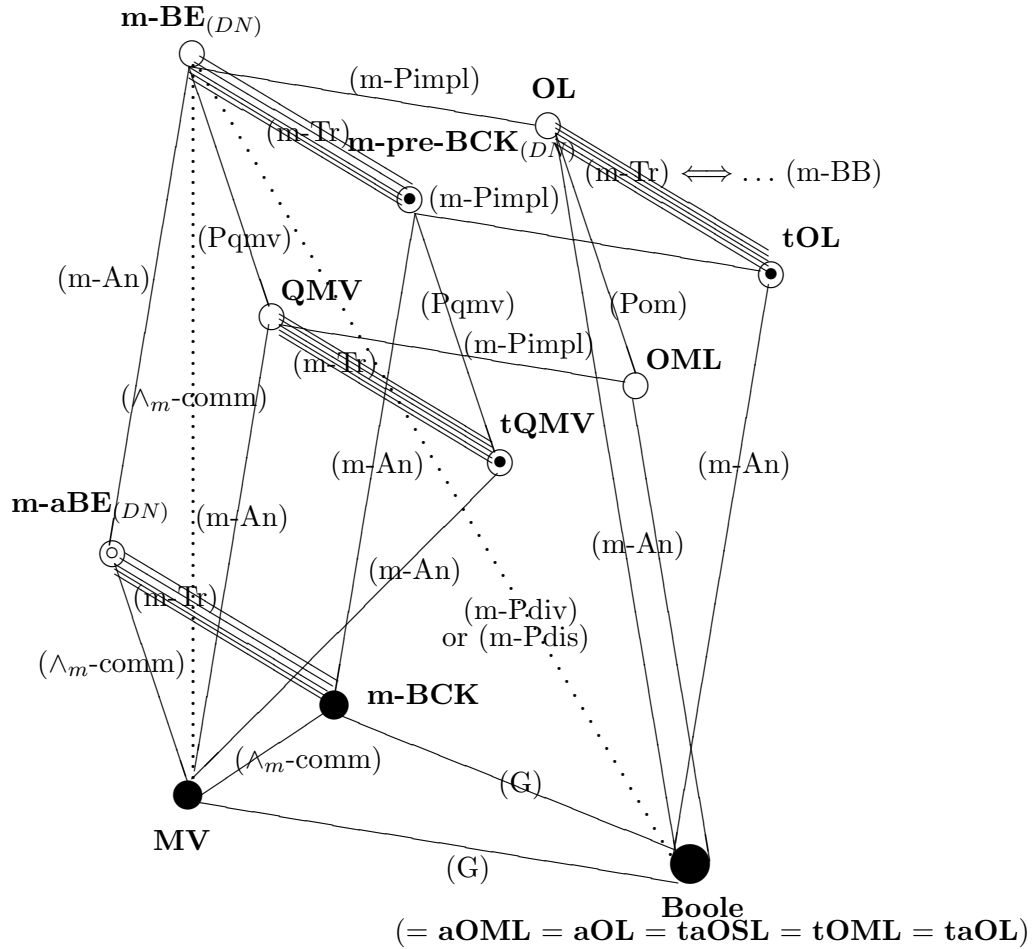 m-BE(DN)
(m-Pimpl)
OL
(m-Tr)
m-pre-BCK(DN)
(m-Tr) ⟺ … (m-BB)
(m-Pimpl)
(Pqmv)
tOL
(m-An)
QMV
(Pqmv)
(Pom)
(m-Pimpl)
(m-Tr)
OML
(∧m-comm)
tQMV
(m-An)
(m-An)
m-aBE(DN)
(m-An)
(m-An)
(m-An)
(m-Tr)
(m-Pdiv)
or (m-Pdis)
(∧m-comm)
m-BCK
(∧m-comm)
(G)
MV
(G)
Boole
(= aOML = aOL = taOSL = tOML = taOL)